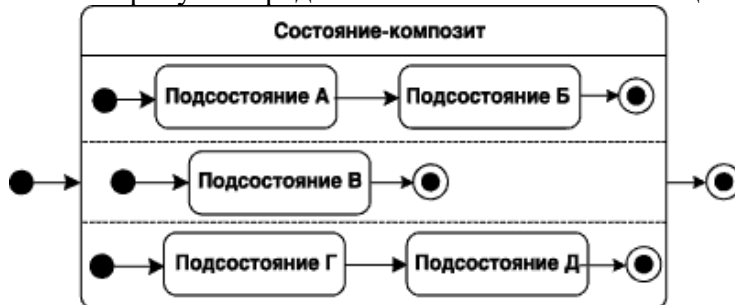 Состояние-композит
Подсостояние А Подсостояние Б
Подсостояние В
Подсостояние Г Подсостояние Д